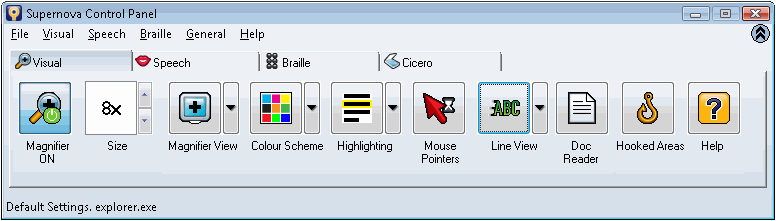 Supernova Control Panel
File Visual Speech Braille General Help
Visual Speech Braille Cicero
8x ABC ?
Magnifier ON Size Magnifier View Colour Scheme Highlighting Mouse Pointers Line View Doc Reader Hooked Areas Help
Default Settings. explorer.exe